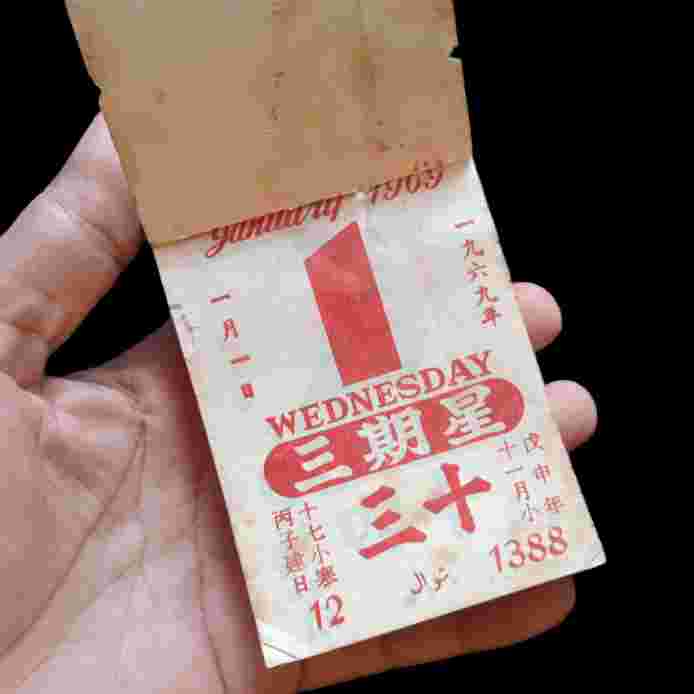 January 1969
一九六九年
1
一月一日
WEDNESDAY
星期三
戊申年
十一月小
十三
十七小寒
丙子建日
1388
شوال
12